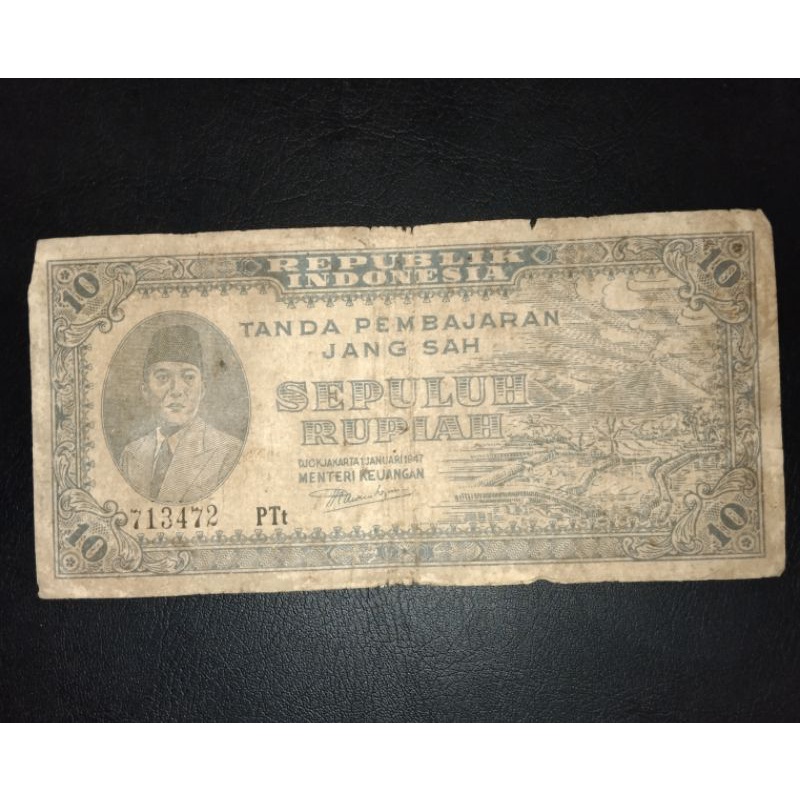 REPUBLIK
INDONESIA
10
10
TANDA PEMBAJARAN
JANG SAH
SEPULUH
RUPIAH
DJOKJAKARTA 1 JANUARI 1947
MENTERI KEUANGAN
713472 PTt
10
10